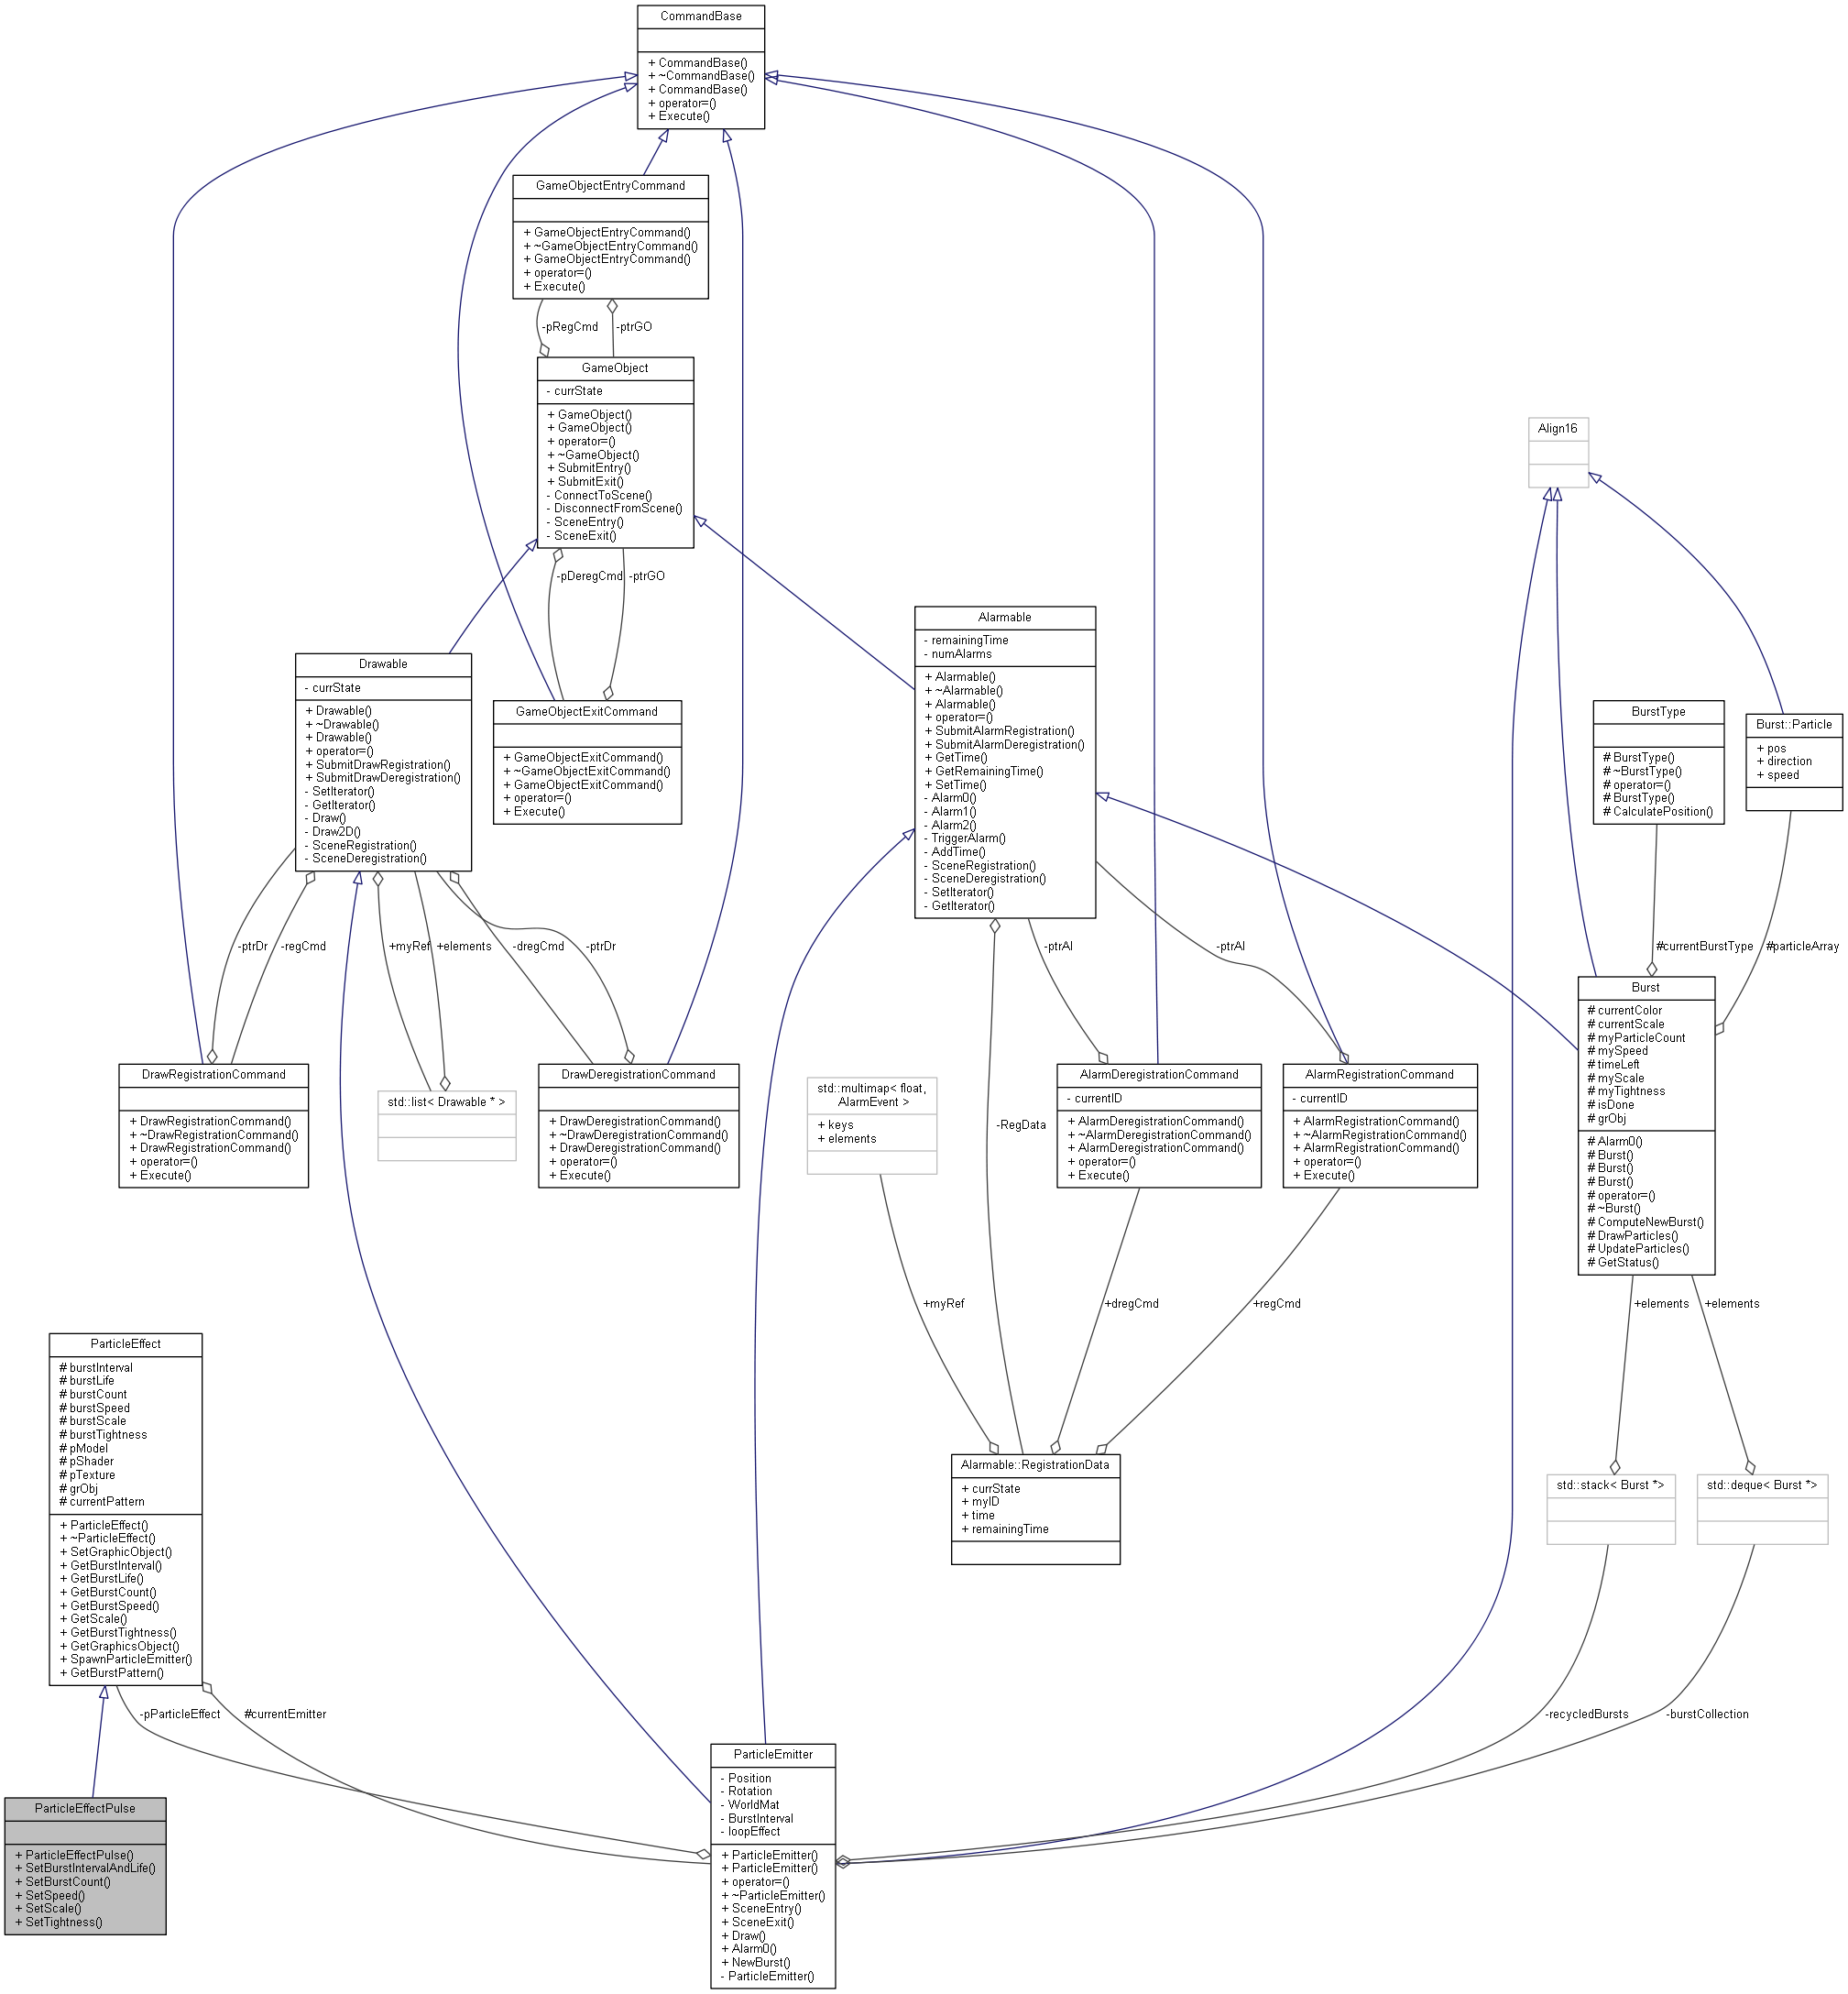 CommandBase
+ CommandBase()
+ ~CommandBase()
+ CommandBase()
+ operator=()
+ Execute()
GameObjectEntryCommand
+ GameObjectEntryCommand()
+ ~GameObjectEntryCommand()
+ GameObjectEntryCommand()
+ operator=()
+ Execute()
-pRegCmd
-ptrGO
GameObject
- currState
+ GameObject()
+ GameObject()
+ operator=()
+ ~GameObject()
+ SubmitEntry()
+ SubmitExit()
- ConnectToScene()
- DisconnectFromScene()
- SceneEntry()
- SceneExit()
Align16
-pDeregCmd
-ptrGO
Alarmable
- remainingTime
- numAlarms
+ Alarmable()
+ ~Alarmable()
+ Alarmable()
+ operator=()
+ SubmitAlarmRegistration()
+ SubmitAlarmDeregistration()
+ GetTime()
+ GetRemainingTime()
+ SetTime()
- Alarm0()
- Alarm1()
- Alarm2()
- TriggerAlarm()
- AddTime()
- SceneRegistration()
- SceneDeregistration()
- SetIterator()
- GetIterator()
Drawable
- currState
+ Drawable()
+ ~Drawable()
+ Drawable()
+ operator=()
+ SubmitDrawRegistration()
+ SubmitDrawDeregistration()
- SetIterator()
- GetIterator()
- Draw()
- Draw2D()
- SceneRegistration()
- SceneDeregistration()
GameObjectExitCommand
+ GameObjectExitCommand()
+ ~GameObjectExitCommand()
+ GameObjectExitCommand()
+ operator=()
+ Execute()
BurstType
# BurstType()
# ~BurstType()
# operator=()
# BurstType()
# CalculatePosition()
Burst::Particle
+ pos
+ direction
+ speed
-ptrDr
-regCmd
+myRef
+elements
-dregCmd
-ptrDr
-ptrAl
-ptrAl
#currentBurstType
#particleArray
Burst
# currentColor
# currentScale
# myParticleCount
# mySpeed
# timeLeft
# myScale
# myTightness
# isDone
# grObj
# Alarm0()
# Burst()
# Burst()
# Burst()
# operator=()
# ~Burst()
# ComputeNewBurst()
# DrawParticles()
# UpdateParticles()
# GetStatus()
DrawRegistrationCommand
+ DrawRegistrationCommand()
+ ~DrawRegistrationCommand()
+ DrawRegistrationCommand()
+ operator=()
+ Execute()
std::list< Drawable * >
DrawDeregistrationCommand
+ DrawDeregistrationCommand()
+ ~DrawDeregistrationCommand()
+ DrawDeregistrationCommand()
+ operator=()
+ Execute()
std::multimap< float,
AlarmEvent >
+ keys
+ elements
-RegData
AlarmDeregistrationCommand
- currentID
+ AlarmDeregistrationCommand()
+ ~AlarmDeregistrationCommand()
+ AlarmDeregistrationCommand()
+ operator=()
+ Execute()
AlarmRegistrationCommand
- currentID
+ AlarmRegistrationCommand()
+ ~AlarmRegistrationCommand()
+ AlarmRegistrationCommand()
+ operator=()
+ Execute()
+myRef
+dregCmd
+regCmd
+elements
+elements
ParticleEffect
# burstInterval
# burstLife
# burstCount
# burstSpeed
# burstScale
# burstTightness
# pModel
# pShader
# pTexture
# grObj
# currentPattern
+ ParticleEffect()
+ ~ParticleEffect()
+ SetGraphicObject()
+ GetBurstInterval()
+ GetBurstLife()
+ GetBurstCount()
+ GetBurstSpeed()
+ GetScale()
+ GetBurstTightness()
+ GetGraphicsObject()
+ SpawnParticleEmitter()
+ GetBurstPattern()
Alarmable::RegistrationData
+ currState
+ myID
+ time
+ remainingTime
std::stack< Burst *>
std::deque< Burst *>
-pParticleEffect
#currentEmitter
-recycledBursts
-burstCollection
ParticleEmitter
- Position
- Rotation
- WorldMat
- BurstInterval
- loopEffect
+ ParticleEmitter()
+ ParticleEmitter()
+ operator=()
+ ~ParticleEmitter()
+ SceneEntry()
+ SceneExit()
+ Draw()
+ Alarm0()
+ NewBurst()
- ParticleEmitter()
ParticleEffectPulse
+ ParticleEffectPulse()
+ SetBurstIntervalAndLife()
+ SetBurstCount()
+ SetSpeed()
+ SetScale()
+ SetTightness()